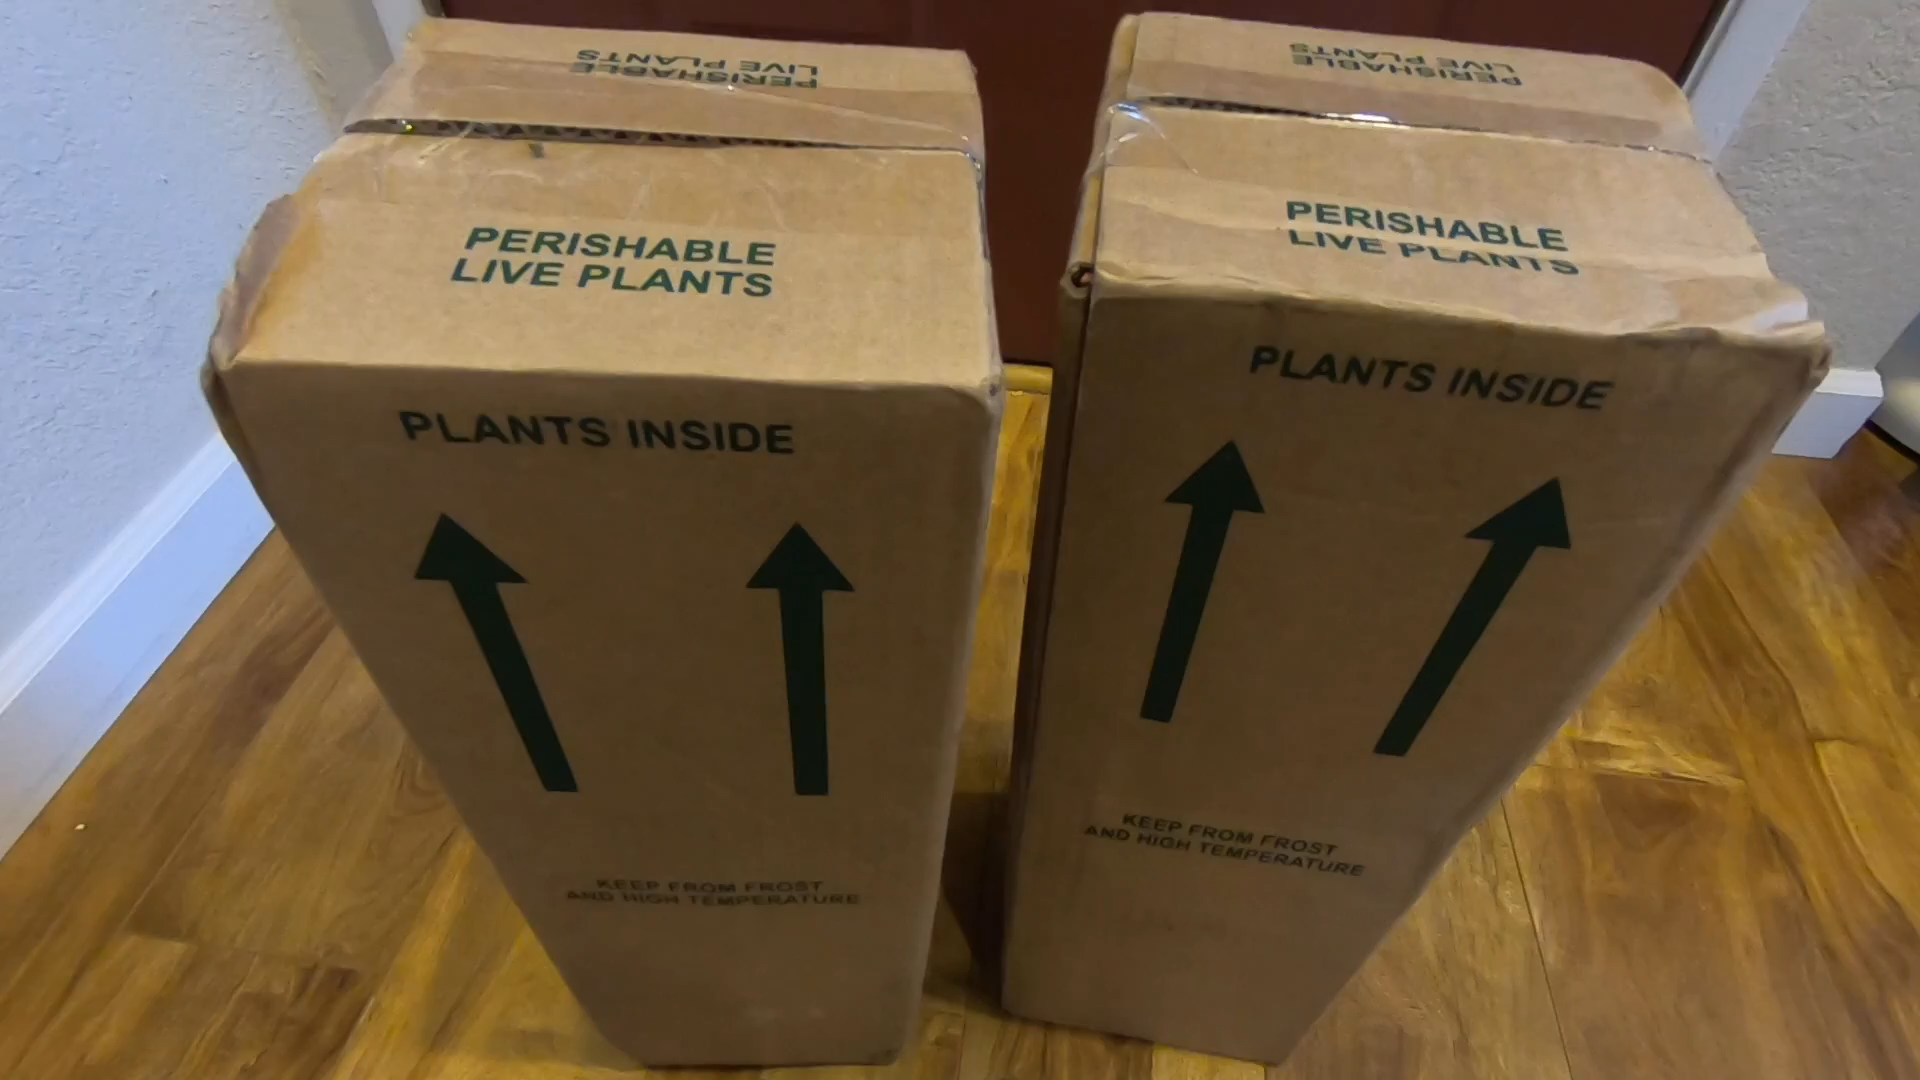 PERISHABLE
LIVE PLANTS
PERISHABLE
LIVE PLANTS
PLANTS INSIDE
KEEP FROM FROST
AND HIGH TEMPERATURE
PERISHABLE
LIVE PLANTS
PERISHABLE
LIVE PLANTS
PLANTS INSIDE
KEEP FROM FROST
AND HIGH TEMPERATURE